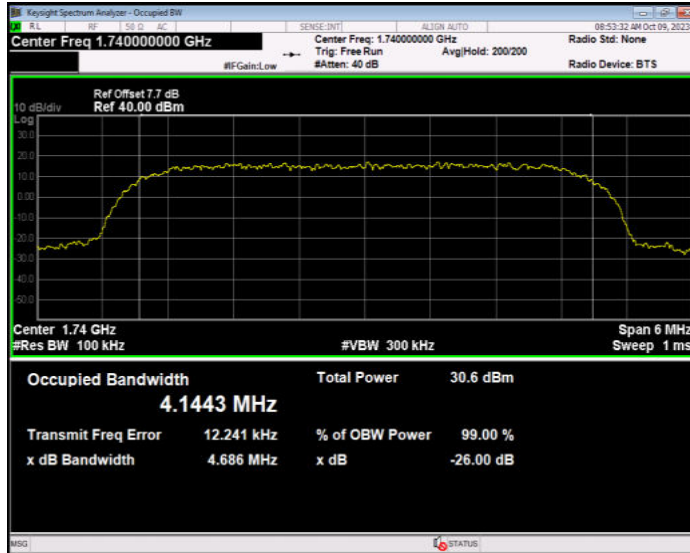 Keysight Spectrum Analyzer - Occupied BW
RL RF 50 Ω AC SENSE:INT ALIGN AUTO 08:53:32 AM Oct 09, 2023
Center Freq 1.740000000 GHz Center Freq: 1.740000000 GHz Radio Std: None
Trig: Free Run Avg|Hold: 200/200
#IFGain:Low #Atten: 40 dB Radio Device: BTS
Ref Offset 7.7 dB
10 dB/div Ref 40.00 dBm
Log
30.0
20.0
10.0
0.00
-10.0
-20.0
-30.0
-40.0
-50.0
Center 1.74 GHz Span 6 MHz
#Res BW 100 kHz #VBW 300 kHz Sweep 1 ms
Occupied Bandwidth Total Power 30.6 dBm
4.1443 MHz
Transmit Freq Error 12.241 kHz % of OBW Power 99.00 %
x dB Bandwidth 4.686 MHz x dB -26.00 dB
MSG STATUS